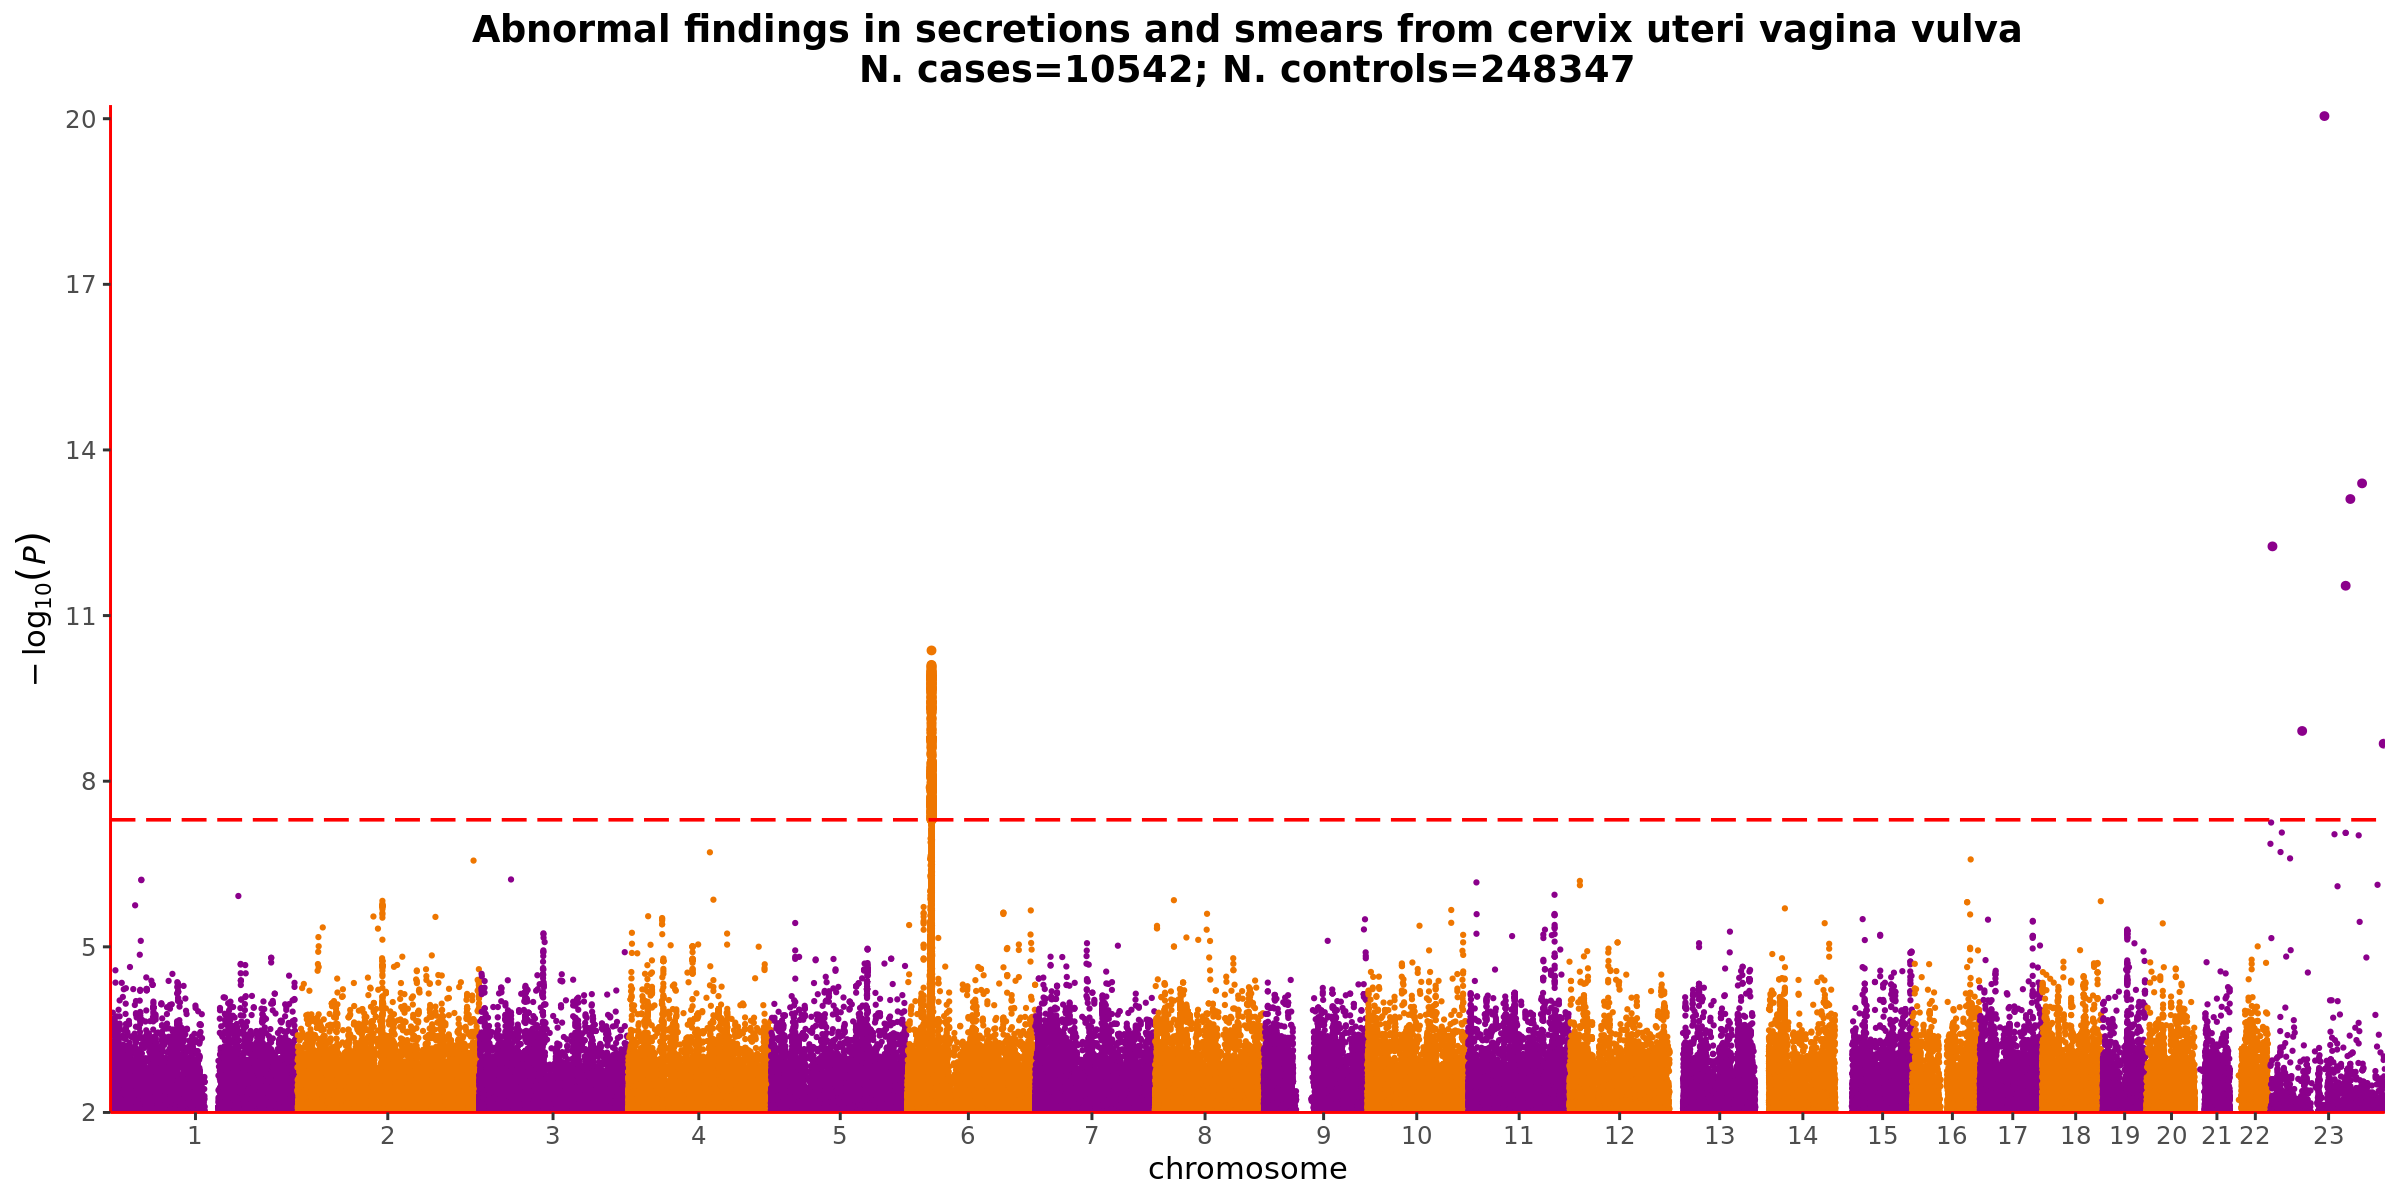 Abnormal findings in secretions and smears from cervix uteri vagina vulva
N. cases=10542; N. controls=248347
20
17
14
11
8
5
2
− log10(P)
1 2 3 4 5 6 7 8 9 10 11 12 13 14 15 16 17 18 19 20 21 22 23
chromosome